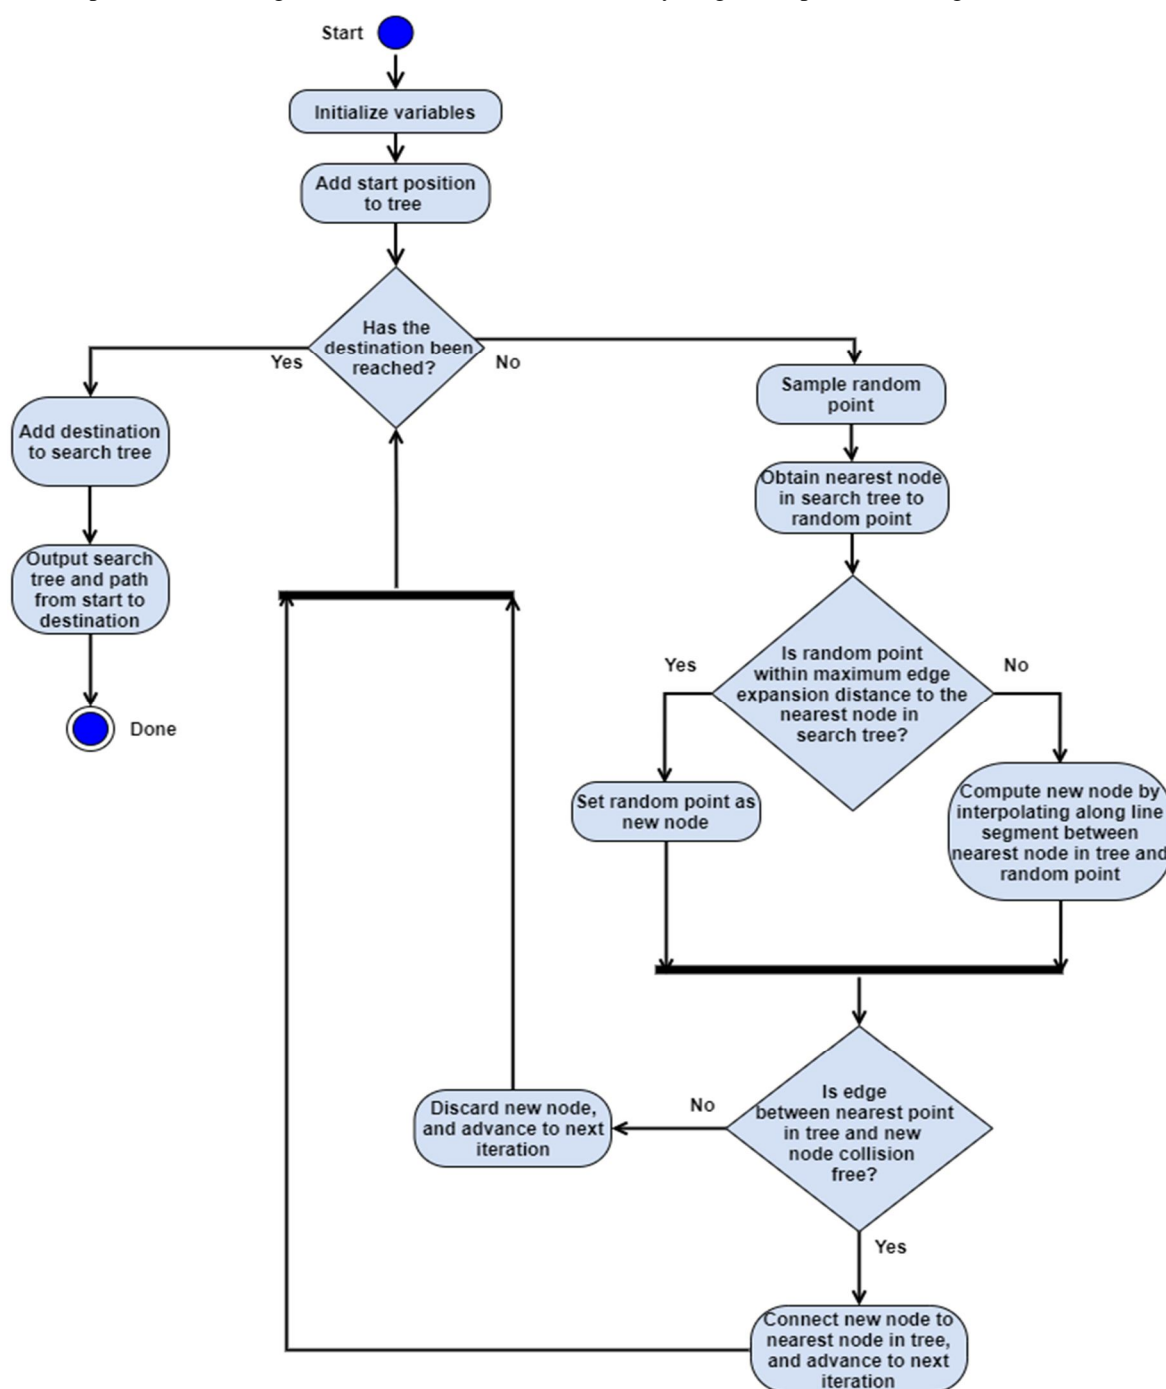 Start
Initialize variables
Add start position
to tree
Has the
destination been
reached?
Yes
No
Add destination
to search tree
Output search
tree and path
from start to
destination
Done
Sample random
point
Obtain nearest node
in search tree to
random point
Is random point
within maximum edge
expansion distance to the
nearest node in
search tree?
Yes
No
Set random point as
new node
Compute new node by
interpolating along line
segment between
nearest node in tree and
random point
Is edge
between nearest point
in tree and new
node collision
free?
No
Discard new node,
and advance to next
iteration
Yes
Connect new node to
nearest node in tree,
and advance to next
iteration